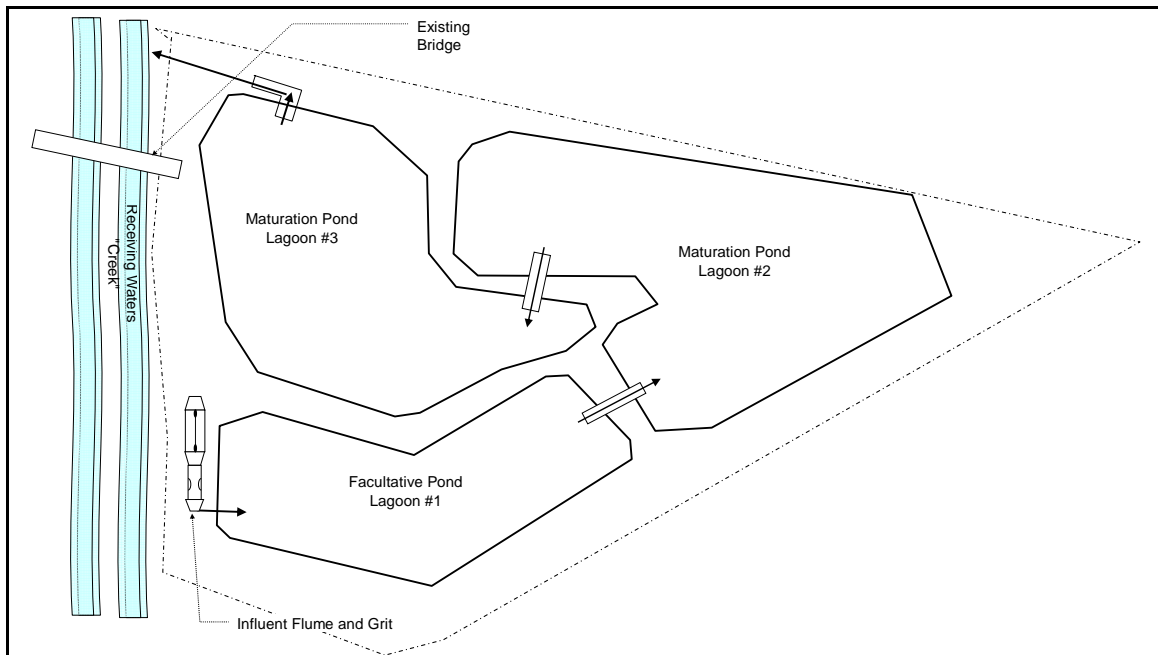 Existing
Bridge
Maturation Pond
Lagoon #3
Maturation Pond
Lagoon #2
Receiving Waters
"Creek"
Facultative Pond
Lagoon #1
Influent Flume and Grit